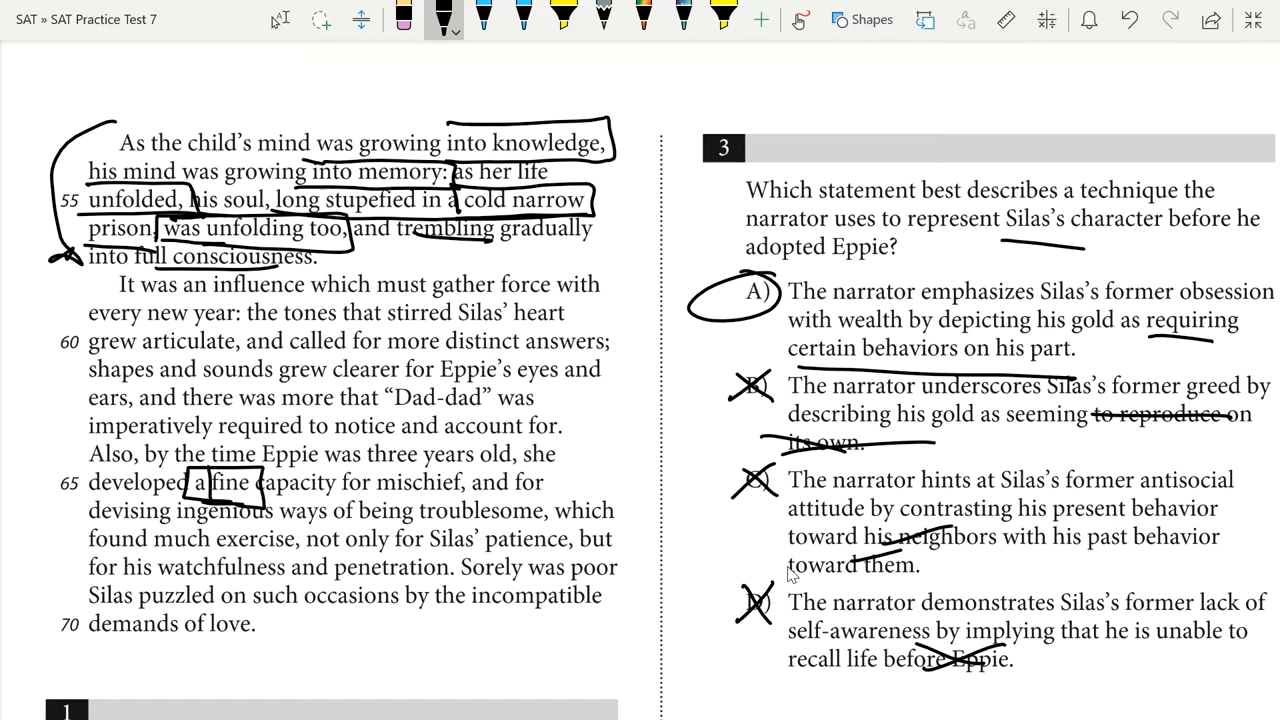 SAT » SAT Practice Test 7
Shapes
As the child's mind was growing into knowledge,
his mind was growing into memory: as her life
55 unfolded, his soul, long stupefied in a cold narrow
prison, was unfolding too, and trembling gradually
into full consciousness.
It was an influence which must gather force with
every new year: the tones that stirred Silas' heart
60 grew articulate, and called for more distinct answers;
shapes and sounds grew clearer for Eppie's eyes and
ears, and there was more that “Dad-dad” was
imperatively required to notice and account for.
Also, by the time Eppie was three years old, she
65 developed a fine capacity for mischief, and for
devising ingenious ways of being troublesome, which
found much exercise, not only for Silas' patience, but
for his watchfulness and penetration. Sorely was poor
Silas puzzled on such occasions by the incompatible
70 demands of love.
1
3
Which statement best describes a technique the
narrator uses to represent Silas's character before he
adopted Eppie?
A) The narrator emphasizes Silas's former obsession
with wealth by depicting his gold as requiring
certain behaviors on his part.
B) The narrator underscores Silas's former greed by
describing his gold as seeming to reproduce on
its own.
C) The narrator hints at Silas's former antisocial
attitude by contrasting his present behavior
toward his neighbors with his past behavior
toward them.
D) The narrator demonstrates Silas's former lack of
self-awareness by implying that he is unable to
recall life before Eppie.